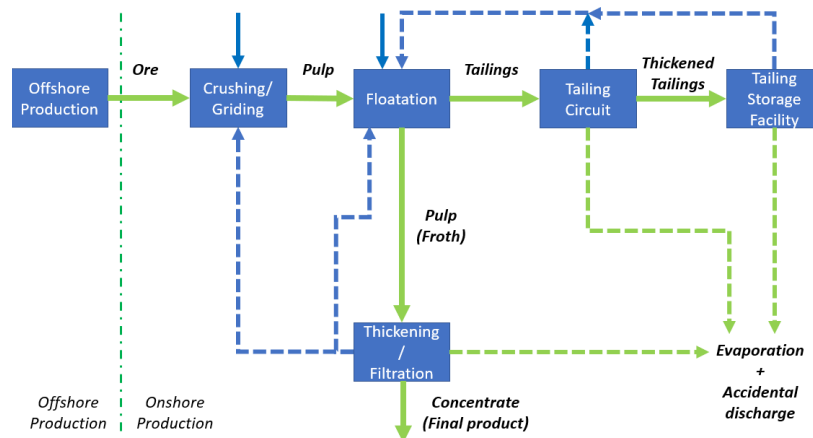 Offshore
Production
Ore
Crushing/
Griding
Pulp
Floatation
Tailings
Tailing
Circuit
Thickened
Tailings
Tailing
Storage
Facility
Pulp
(Froth)
Thickening
/
Filtration
Evaporation
+
Accidental
discharge
Concentrate
(Final product)
Offshore
Production
Onshore
Production